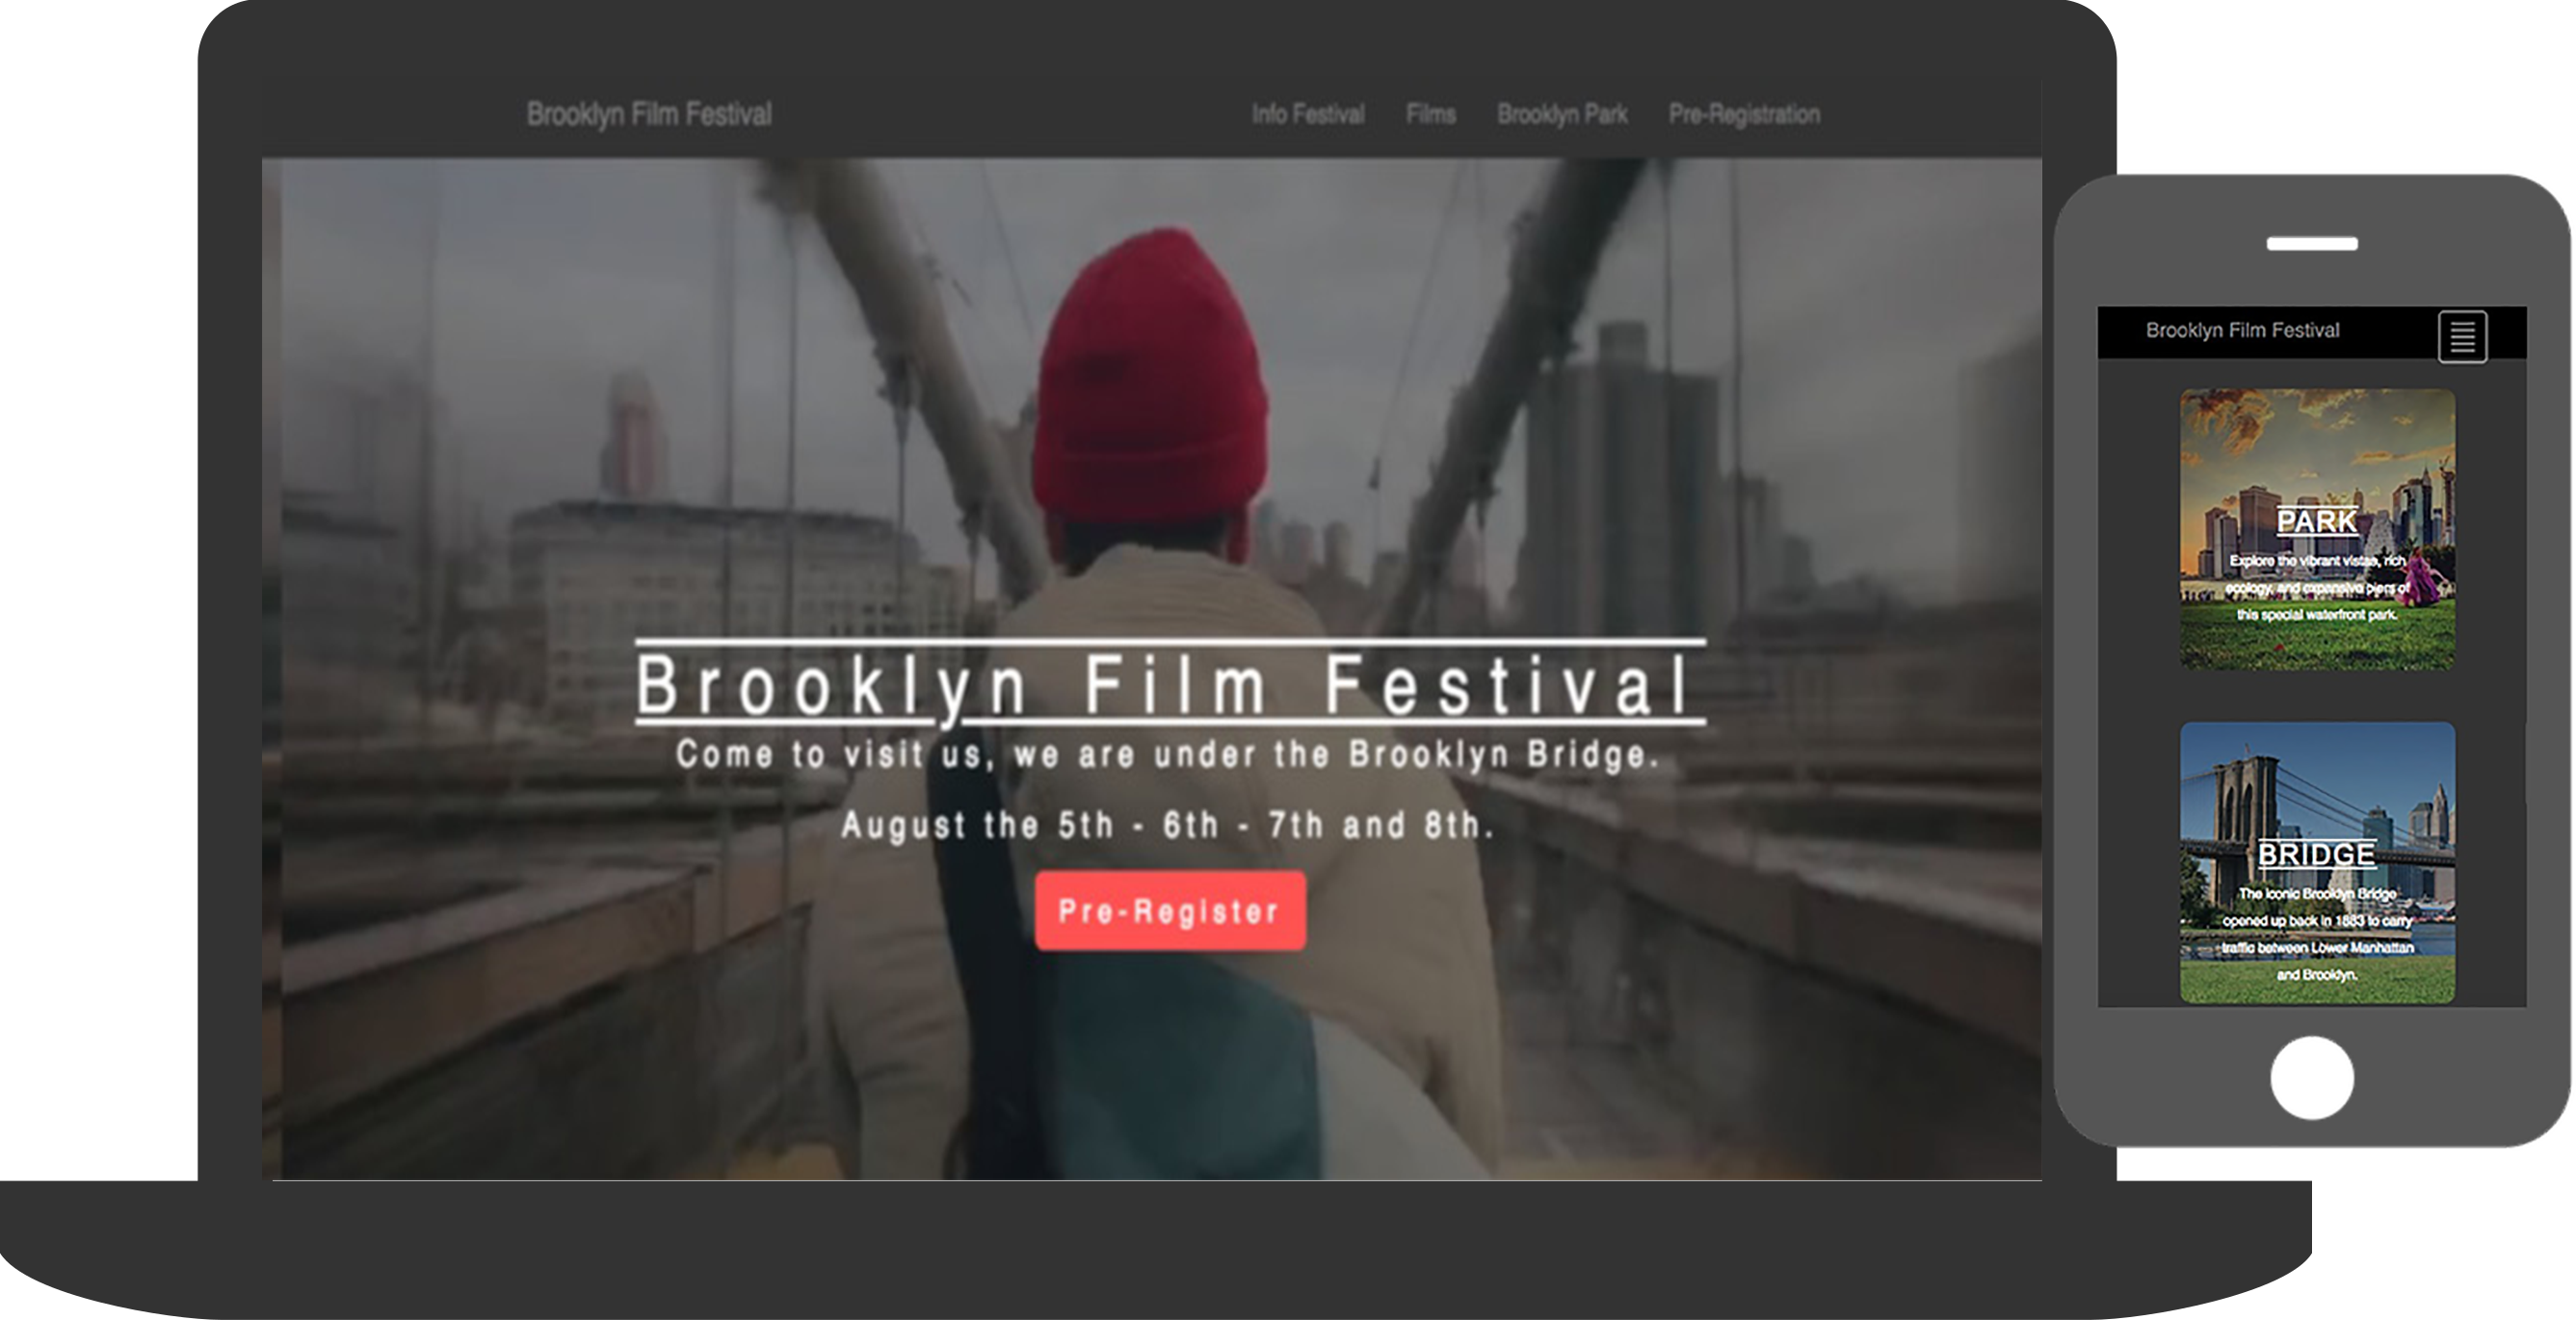 Brooklyn Film Festival
Info Festival Films Brooklyn Park Pre-Registration
Brooklyn Film Festival
Come to visit us, we are under the Brooklyn Bridge.
August the 5th - 6th - 7th and 8th.
Pre-Register
Brooklyn Film Festival
PARK
Explore the vibrant vistas, rich
ecology, and expansive piers of
this special waterfront park.
BRIDGE
The iconic Brooklyn Bridge
opened up back in 1883 to carry
traffic between Lower Manhattan
and Brooklyn.